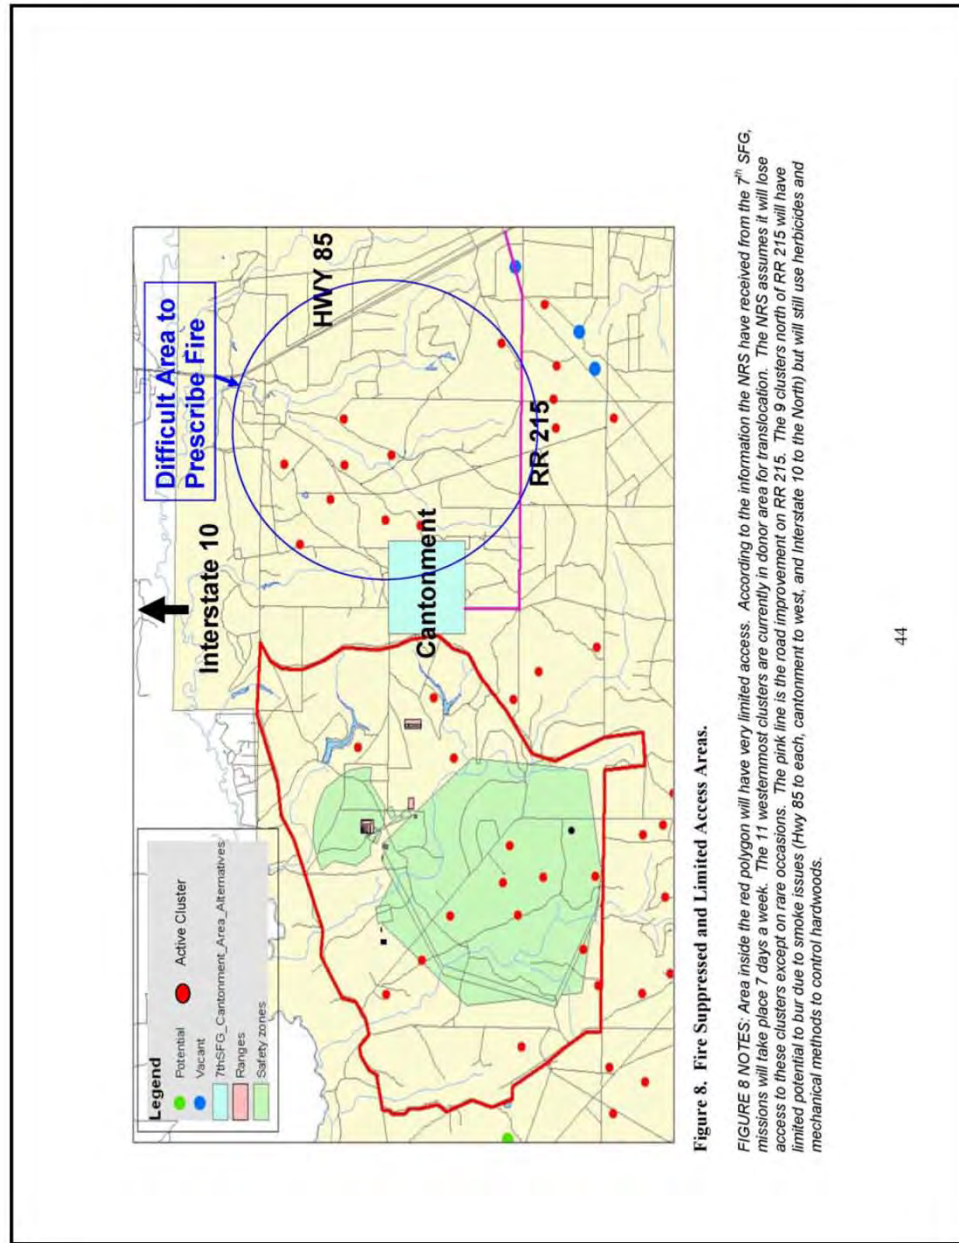 Legend
Potential
Active Cluster
Vacant
7thSFG_Cantonment_Area_Alternatives
Ranges
Safety zones
Interstate 10
Difficult Area to
Prescribe Fire
HWY 85
Cantonment
RR 215
Figure 8. Fire Suppressed and Limited Access Areas.
FIGURE 8 NOTES: Area inside the red polygon will have very limited access. According to the information the NRS have received from the 7th SFG,
missions will take place 7 days a week. The 11 westernmost clusters are currently in donor area for translocation. The NRS assumes it will lose
access to these clusters except on rare occasions. The pink line is the road improvement on RR 215. The 9 clusters north of RR 215 will have
limited potential to bur due to smoke issues (Hwy 85 to each, cantonment to west, and Interstate 10 to the North) but will still use herbicides and
mechanical methods to control hardwoods.
44